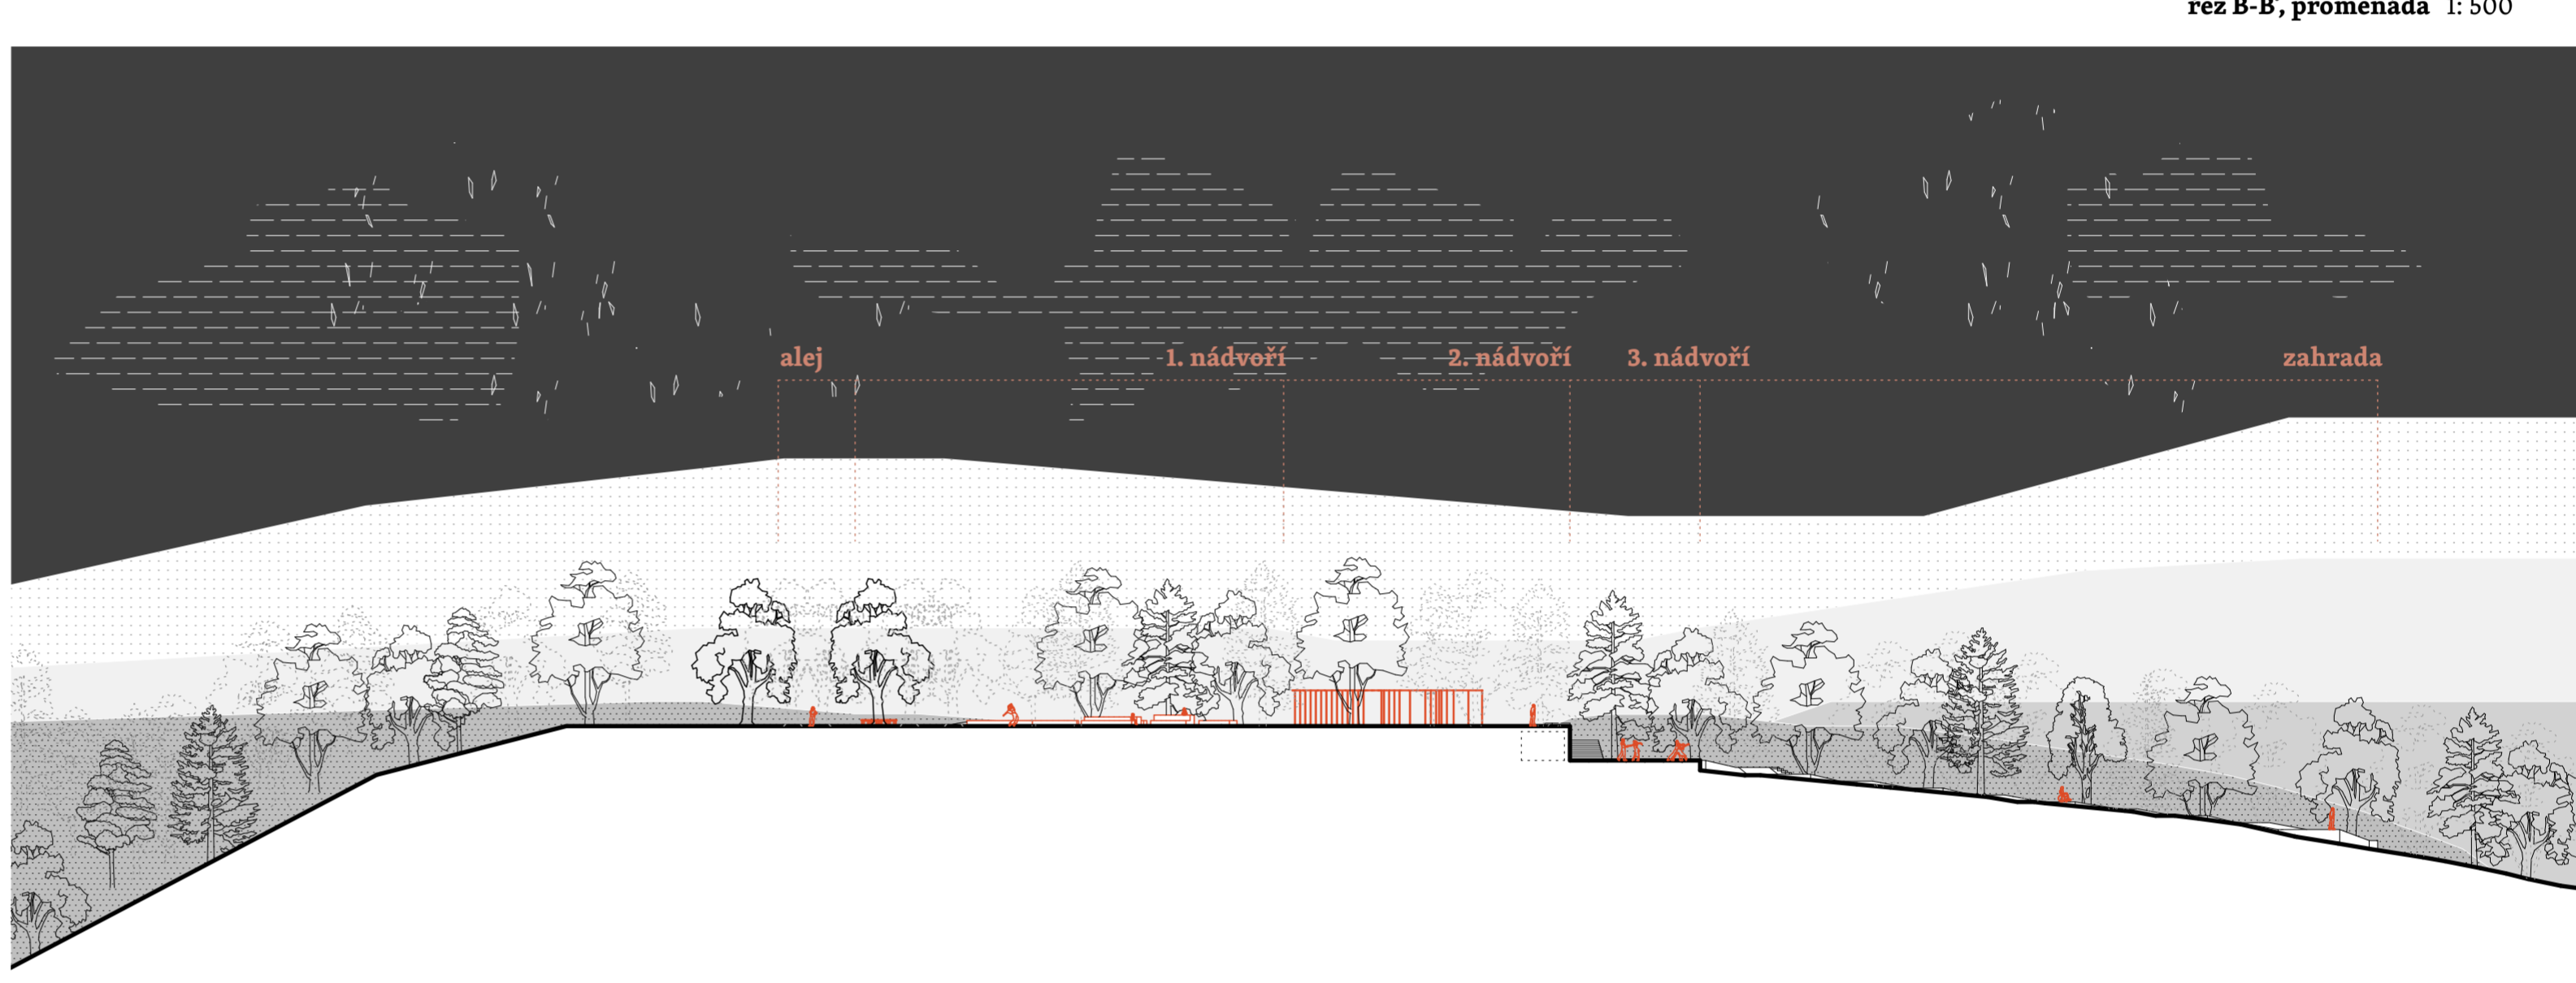 řez B-B', promenáda 1: 500
alej
1. nádvoří
2. nádvoří
3. nádvoří
zahrada